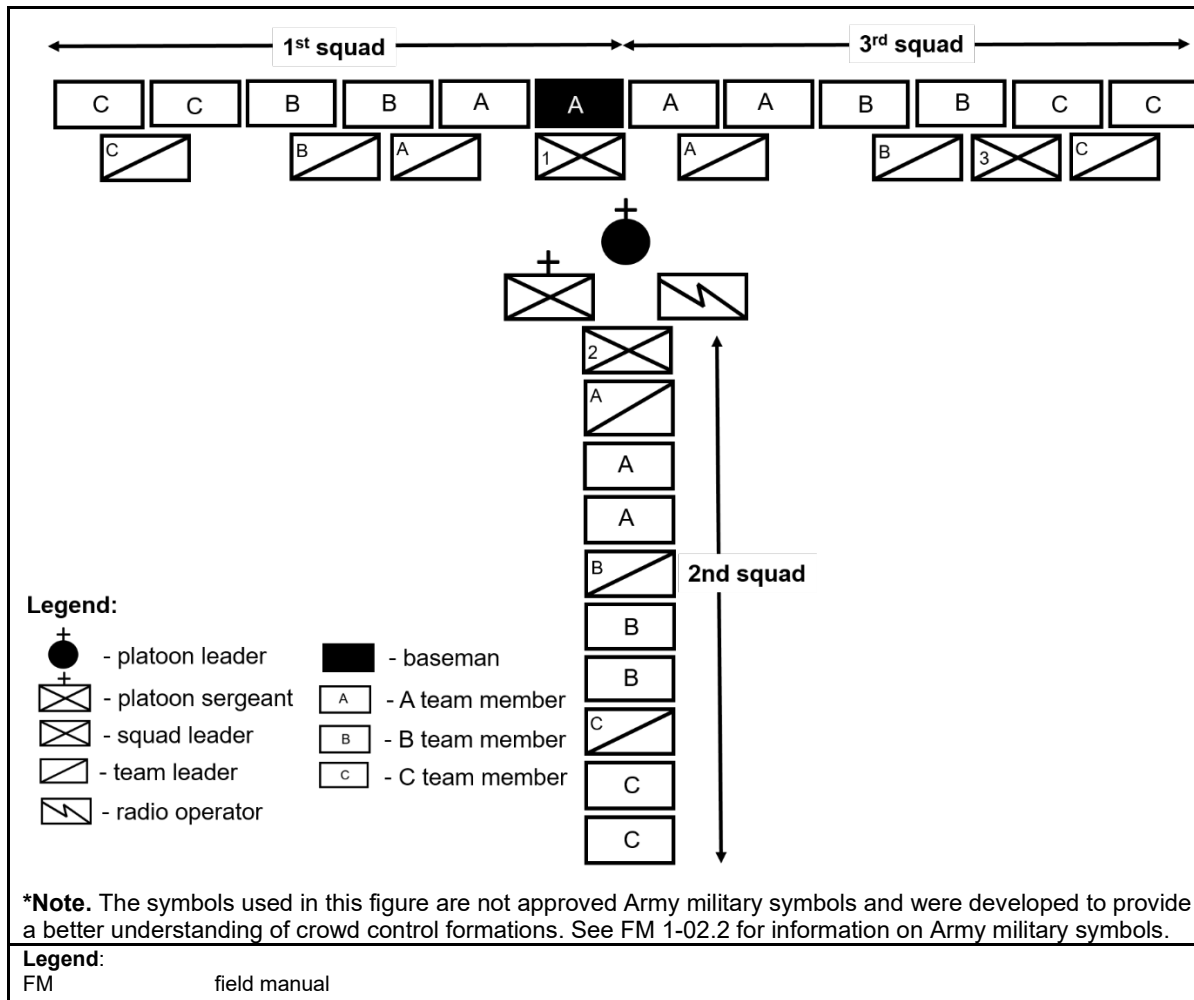 1st squad 3rd squad
C C B B A A A A B B C C
C B A 1 A B 3 C
2
A
A
A
B
2nd squad
B
B
C
C
C
Legend:
- platoon leader
- platoon sergeant
- squad leader
- team leader
- radio operator
- baseman
A - A team member
B - B team member
C - C team member
*Note. The symbols used in this figure are not approved Army military symbols and were developed to provide
a better understanding of crowd control formations. See FM 1-02.2 for information on Army military symbols.
Legend:
FM field manual